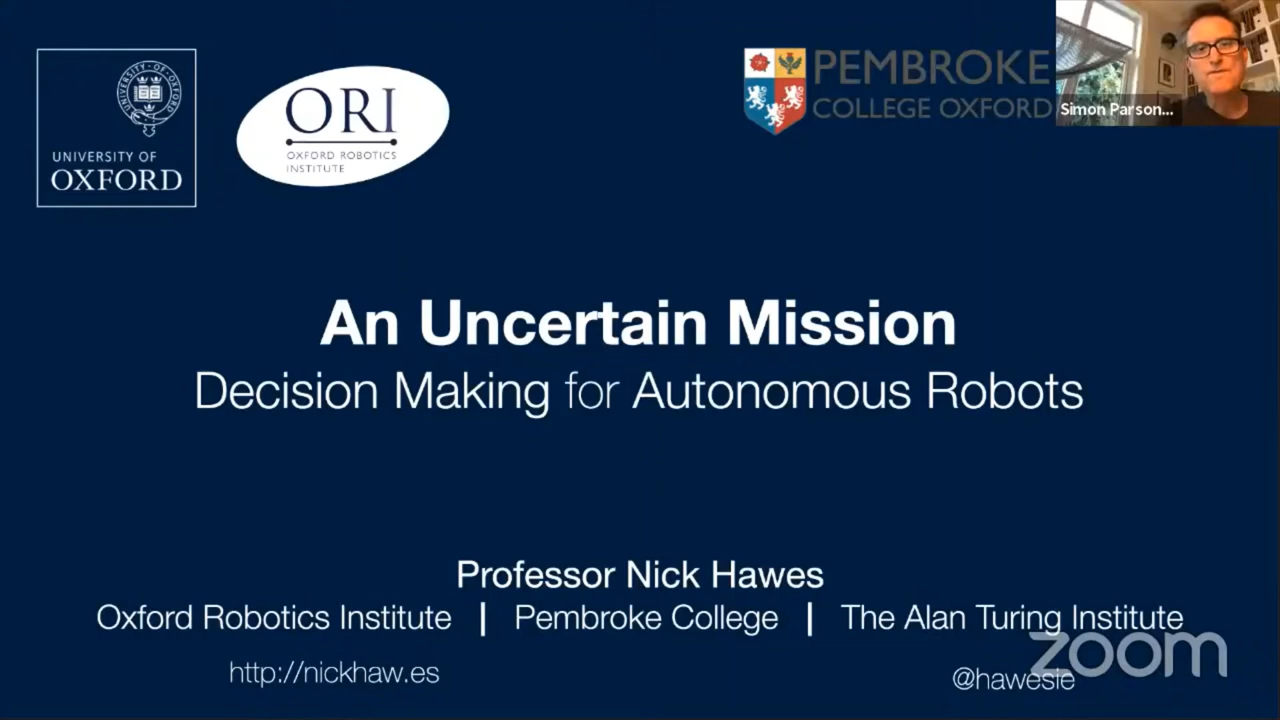 UNIVERSITY OF
OXFORD
ORI
OXFORD ROBOTICS
INSTITUTE
PEMBROKE
COLLEGE OXFORD
Simon Parson...
An Uncertain Mission
Decision Making for Autonomous Robots
Professor Nick Hawes
Oxford Robotics Institute | Pembroke College | The Alan Turing Institute
http://nickhaw.es
@hawesie
zoom